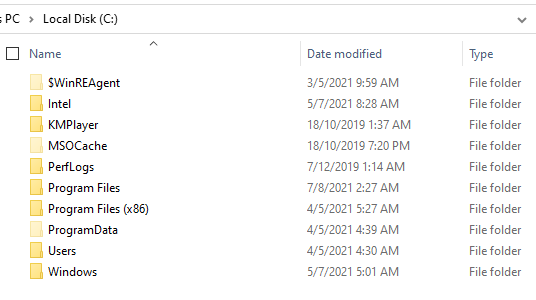 s PC > Local Disk (C:)
Name Date modified Type
$WinREAgent 3/5/2021 9:59 AM File folder
Intel 5/7/2021 8:28 AM File folder
KMPlayer 18/10/2019 1:37 AM File folder
MSOCache 18/10/2019 7:20 PM File folder
PerfLogs 7/12/2019 1:14 AM File folder
Program Files 7/8/2021 2:27 AM File folder
Program Files (x86) 4/5/2021 5:27 AM File folder
ProgramData 4/5/2021 4:39 AM File folder
Users 4/5/2021 4:30 AM File folder
Windows 5/7/2021 5:01 AM File folder